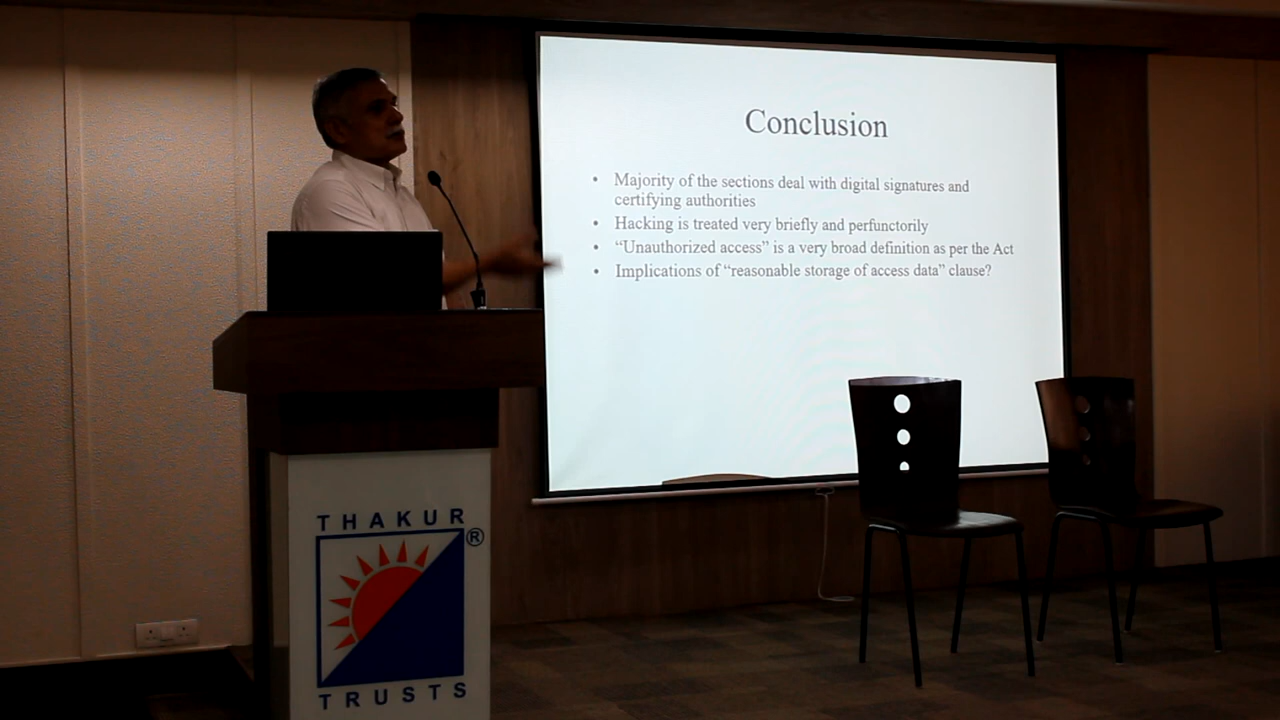 Conclusion
• Majority of the sections deal with digital signatures and
certifying authorities
• Hacking is treated very briefly and perfunctorily
• “Unauthorized access” is a very broad definition as per the Act
• Implications of “reasonable storage of access data” clause?
THAKUR
®
TRUSTS